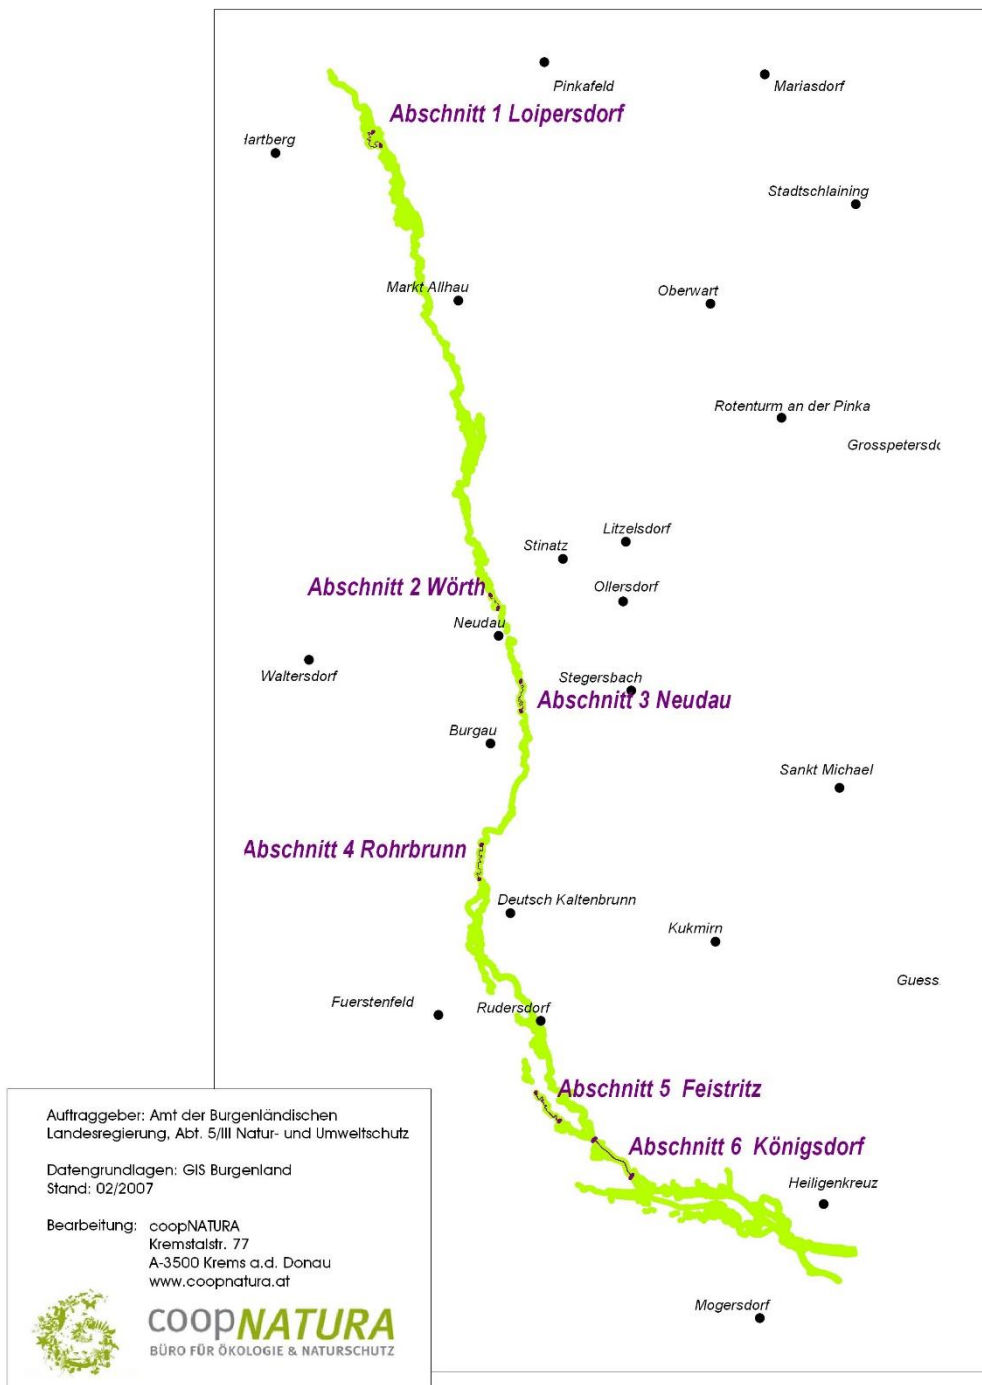 Pinkafeld
Mariasdorf
Abschnitt 1 Loipersdorf
Hartberg
Stadtschlaining
Markt Allhau
Oberwart
Rotenturm an der Pinka
Grosspetersdo
Litzelsdorf
Stinatz
Abschnitt 2 Wörth
Ollersdorf
Neudau
Waltersdorf
Stegersbach
Abschnitt 3 Neudau
Burgau
Sankt Michael
Abschnitt 4 Rohrbrunn
Deutsch Kaltenbrunn
Kukmirn
Guess
Fuerstenfeld
Rudersdorf
Abschnitt 5 Feistritz
Abschnitt 6 Königsdorf
Heiligenkreuz
Mogersdorf
Auftraggeber: Amt der Burgenländischen
Landesregierung, Abt. 5/III Natur- und Umweltschutz
Datengrundlagen: GIS Burgenland
Stand: 02/2007
Bearbeitung: coopNATURA
Kremstalstr. 77
A-3500 Krems a.d. Donau
www.coopnatura.at
coopNATURA
BÜRO FÜR ÖKOLOGIE & NATURSCHUTZ